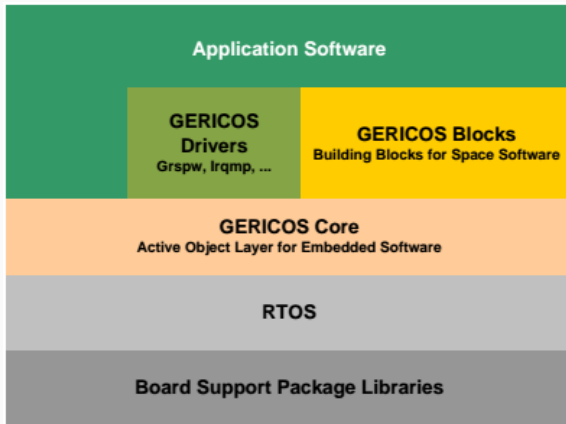 Application Software
GERICOS
Drivers
Grspw, Irqmp, ...
GERICOS Blocks
Building Blocks for Space Software
GERICOS Core
Active Object Layer for Embedded Software
RTOS
Board Support Package Libraries